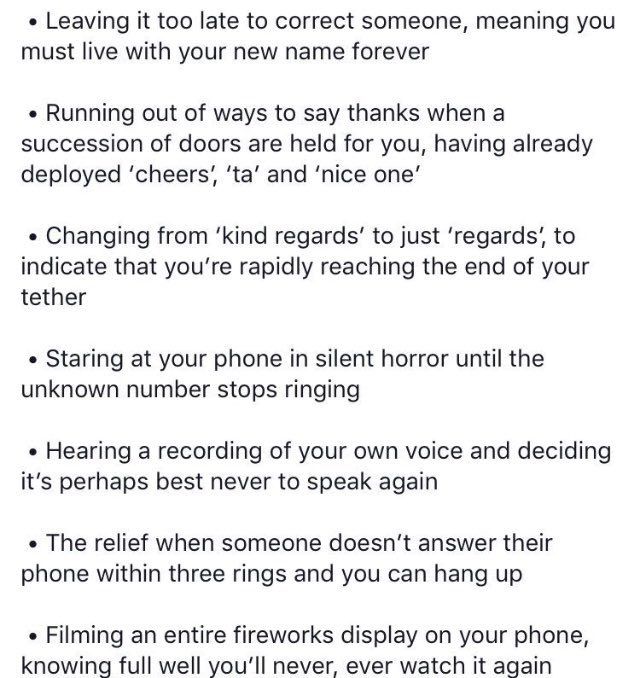 • Leaving it too late to correct someone, meaning you
must live with your new name forever
• Running out of ways to say thanks when a
succession of doors are held for you, having already
deployed ‘cheers’, ‘ta’ and ‘nice one’
• Changing from ‘kind regards’ to just ‘regards’, to
indicate that you’re rapidly reaching the end of your
tether
• Staring at your phone in silent horror until the
unknown number stops ringing
• Hearing a recording of your own voice and deciding
it’s perhaps best never to speak again
• The relief when someone doesn’t answer their
phone within three rings and you can hang up
• Filming an entire fireworks display on your phone,
knowing full well you’ll never, ever watch it again